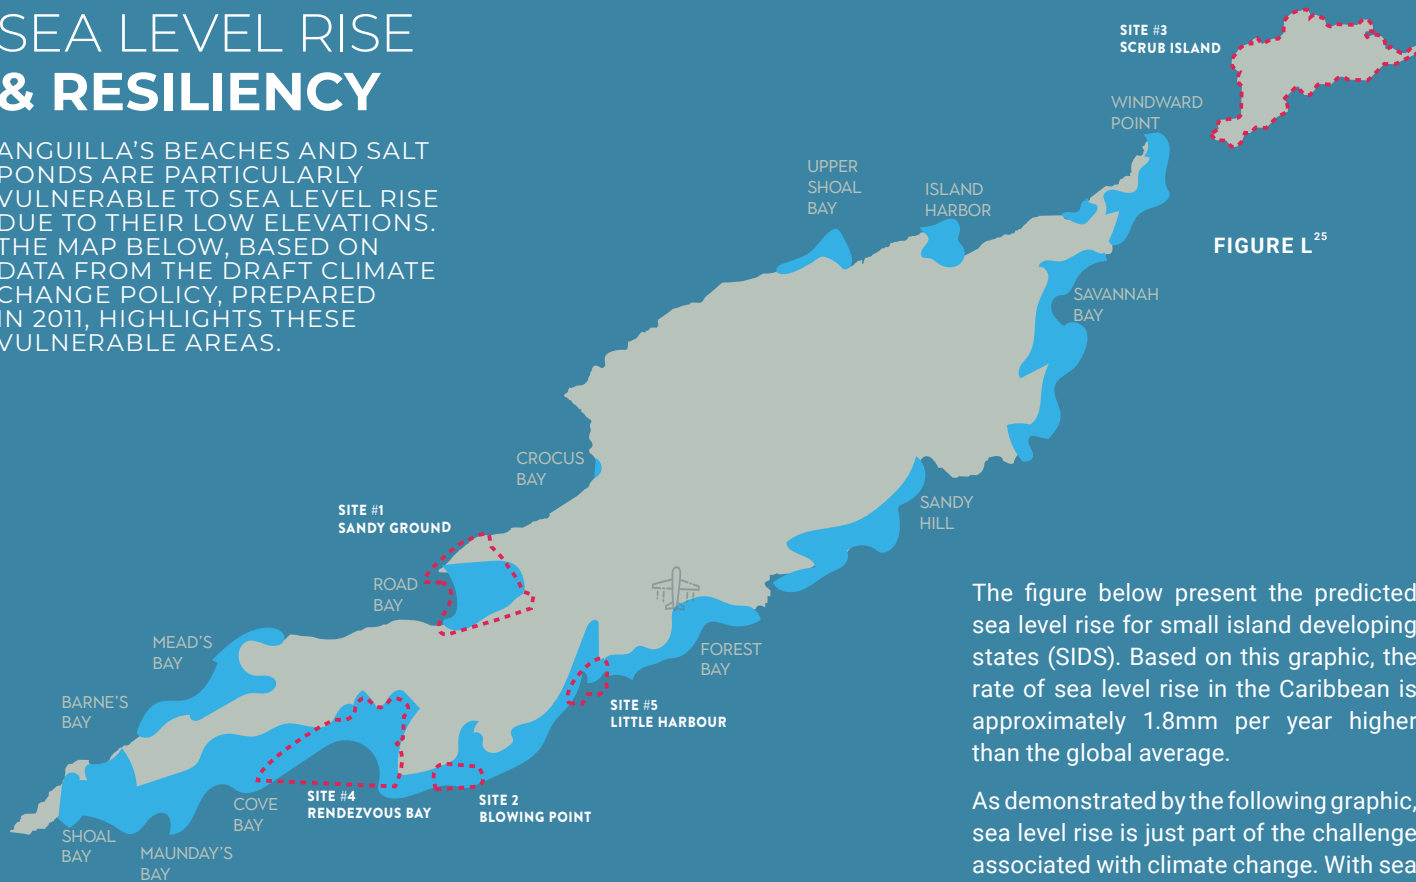 SEA LEVEL RISE
& RESILIENCY
ANGUILLA'S BEACHES AND SALT
PONDS ARE PARTICULARLY
VULNERABLE TO SEA LEVEL RISE
DUE TO THEIR LOW ELEVATIONS.
THE MAP BELOW, BASED ON
DATA FROM THE DRAFT CLIMATE
CHANGE POLICY, PREPARED
IN 2011, HIGHLIGHTS THESE
VULNERABLE AREAS.
SITE #3
SCRUB ISLAND
WINDWARD
POINT
UPPER
SHOAL
BAY
ISLAND
HARBOR
FIGURE L25
SAVANNAH
BAY
CROCUS
BAY
SITE #1
SANDY GROUND
SANDY
HILL
ROAD
BAY
MEAD'S
BAY
FOREST
BAY
BARNE'S
BAY
SITE #5
LITTLE HARBOUR
COVE
BAY
SITE #4
RENDEZVOUS BAY
SITE 2
BLOWING POINT
SHOAL
BAY
MAUNDAY'S
BAY
The figure below present the predicted
sea level rise for small island developing
states (SIDS). Based on this graphic, the
rate of sea level rise in the Caribbean is
approximately 1.8mm per year higher
than the global average.
As demonstrated by the following graphic,
sea level rise is just part of the challenge
associated with climate change. With sea